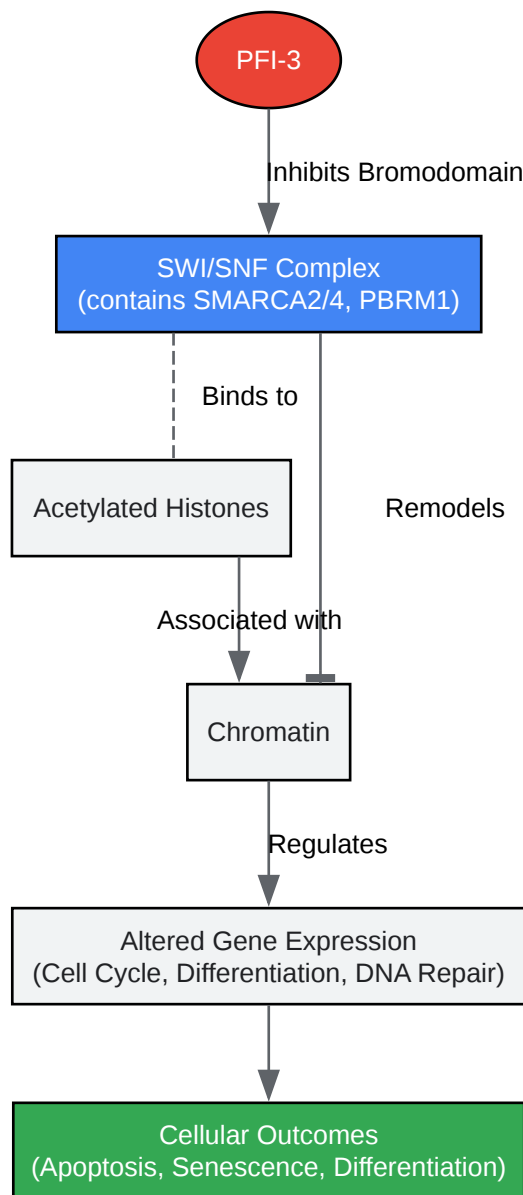 PFI-3
Inhibits Bromodomain
SWI/SNF Complex
(contains SMARCA2/4, PBRM1)
Binds to
Acetylated Histones
Remodels
Associated with
Chromatin
Regulates
Altered Gene Expression
(Cell Cycle, Differentiation, DNA Repair)
Cellular Outcomes
(Apoptosis, Senescence, Differentiation)